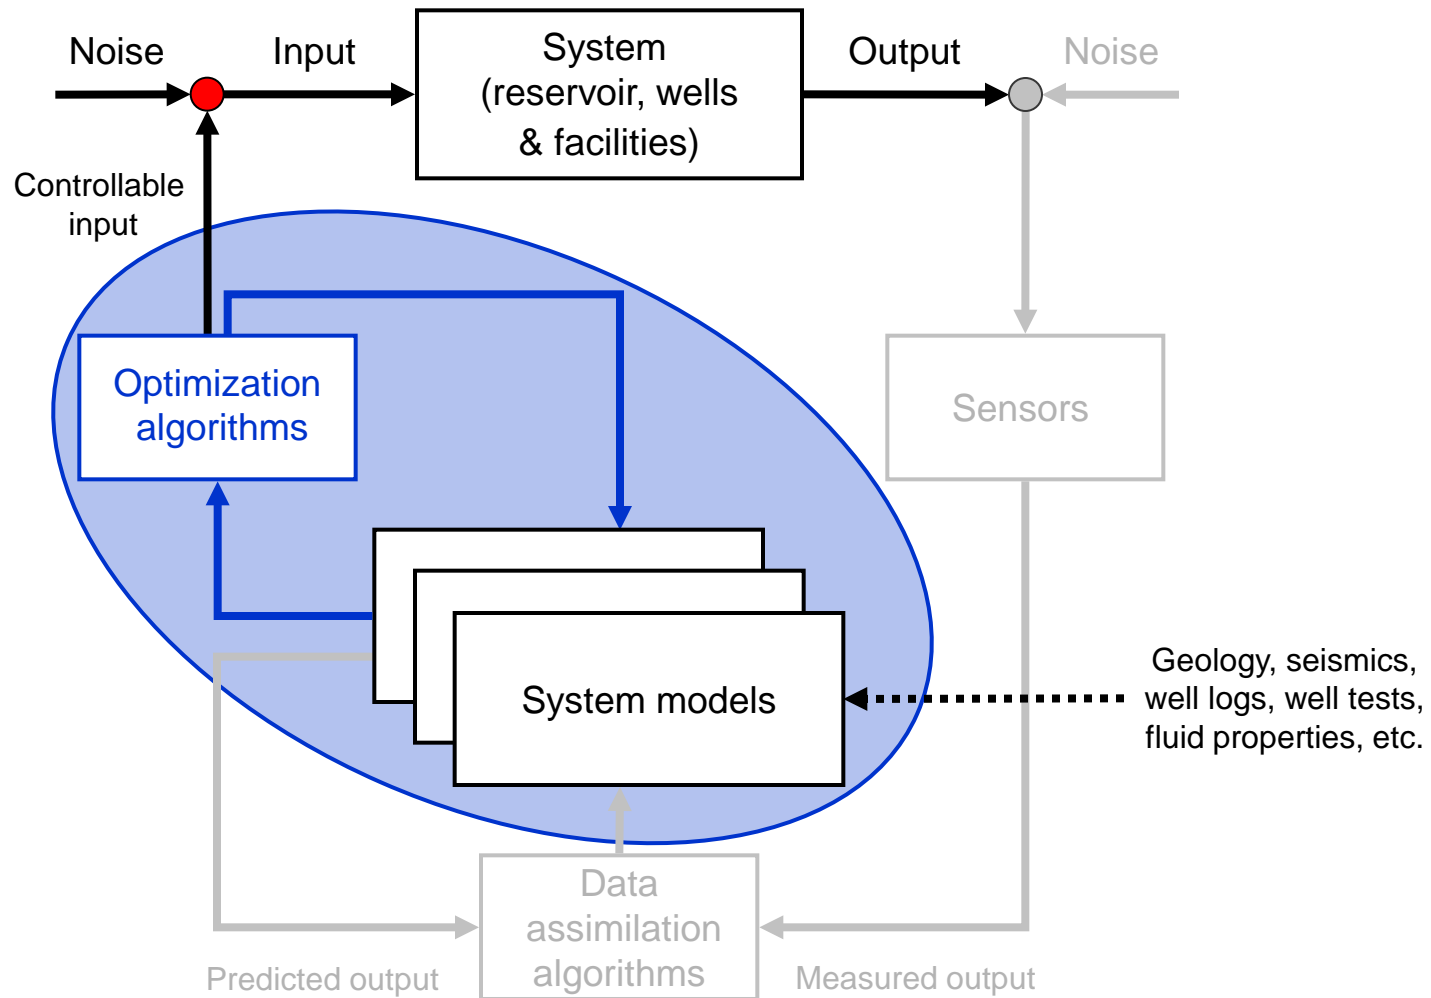 Noise
Input
System
(reservoir, wells
& facilities)
Output
Noise
Controllable
input
Optimization
algorithms
Sensors
System models
Geology, seismics,
well logs, well tests,
fluid properties, etc.
Data
assimilation
algorithms
Predicted output
Measured output